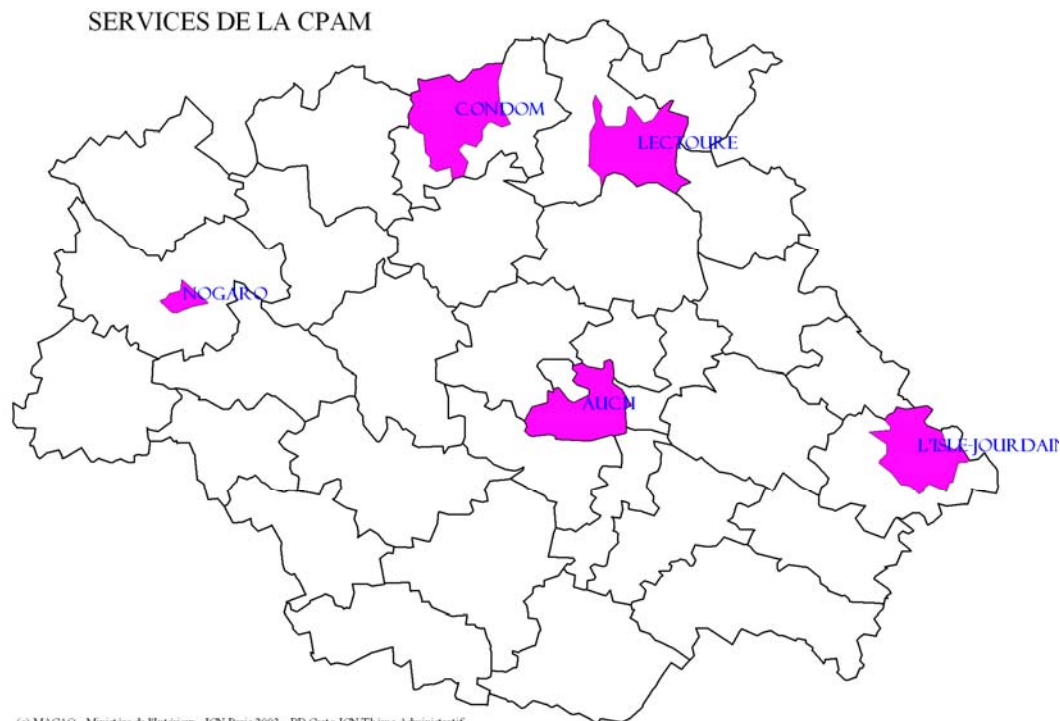 SERVICES DE LA CPAM
CONDOM
LECTOURE
NOGARO
AUCH
L'ISLE-JOURDAIN